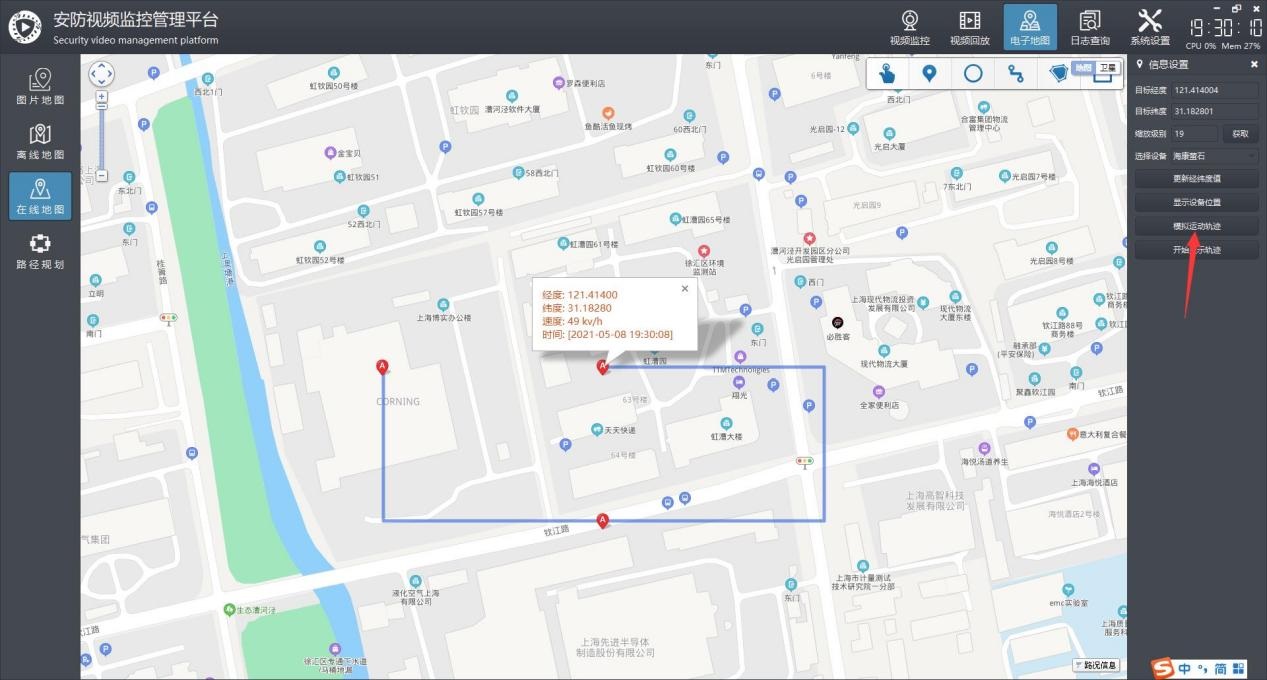 安防视频监控管理平台
Security video management platform
视频监控
视频回放
电子地图
日志查询
系统设置
19:30:10
CPU 0% Mem 27%
图片地图
离线地图
在线地图
路径规划
信息设置
目标经度 121.414004
目标纬度 31.182801
缩放级别 19 获取
选择设备 海康萤石
更新经纬度值
显示设备位置
模拟运动轨迹
地图
卫星
经度: 121.41400
纬度: 31.18280
速度: 49 kv/h
时间: [2021-05-08 19:30:08]
西北1门
虹钦园50号楼
虹钦园
漕河泾软件大厦
罗森便利店
鱼酷活鱼现烤
60西北门
东门
Yanfeng
6号楼
西北门
合富集团物流
管理中心
光启园-12
光启大厦
金宝贝
虹钦园51
58西北门
虹钦园60号楼
7东北门
光启园7号楼
东北门
虹钦园57号楼
52西北门
虹漕园65号楼
光启园9
东门
虹钦园52号楼
虹漕园61号楼
徐汇区环境
监测站
漕河泾开发园区分公司
光启园管理处
光启园8号楼
桂箐路
上澳塘港
立明
南门
上海博实办公楼
西门
上海现代物流投资
发展有限公司
现代物流
大厦东楼
钦江路88号
商务楼
必胜客
东门
虹漕园
TTMTechnologies
翔光
现代物流大厦
融承部
(平安保险)
聚鑫钦江园
南门
钦江路
CORNING
63号楼
全家便利店
天天快递
虹漕大楼
64号楼
意大利复合餐
海悦汤道养生
上海海悦酒店
上海高智科技
发展有限公司
海悦酒店2号楼
钦江路
气集团
液化空气上海
有限公司
生态漕河泾
江路
东门
上海市计量测试
技术研究院一分部
emc实验室
上海质
服务科
上海先进半导体
制造股份有限公司
徐汇区专通下水道
/马桶地漏
路况信息
中 简